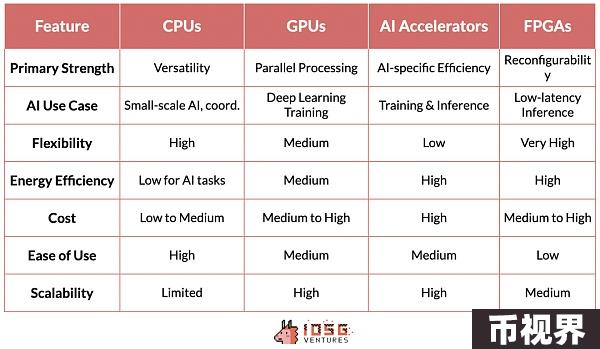 Feature CPUs GPUs AI Accelerators FPGAs
Primary Strength Versatility Parallel Processing AI-specific Efficiency Reconfigurabilit
y
AI Use Case Small-scale AI, coord. Deep Learning
Training Training & Inference Low-latency
Inference
Flexibility High Medium Low Very High
Energy Efficiency Low for AI tasks Medium High High
Cost Low to Medium Medium to High High Medium to High
Ease of Use High Medium Medium Low
Scalability Limited High High Medium
IOSG
VENTURES
币视界